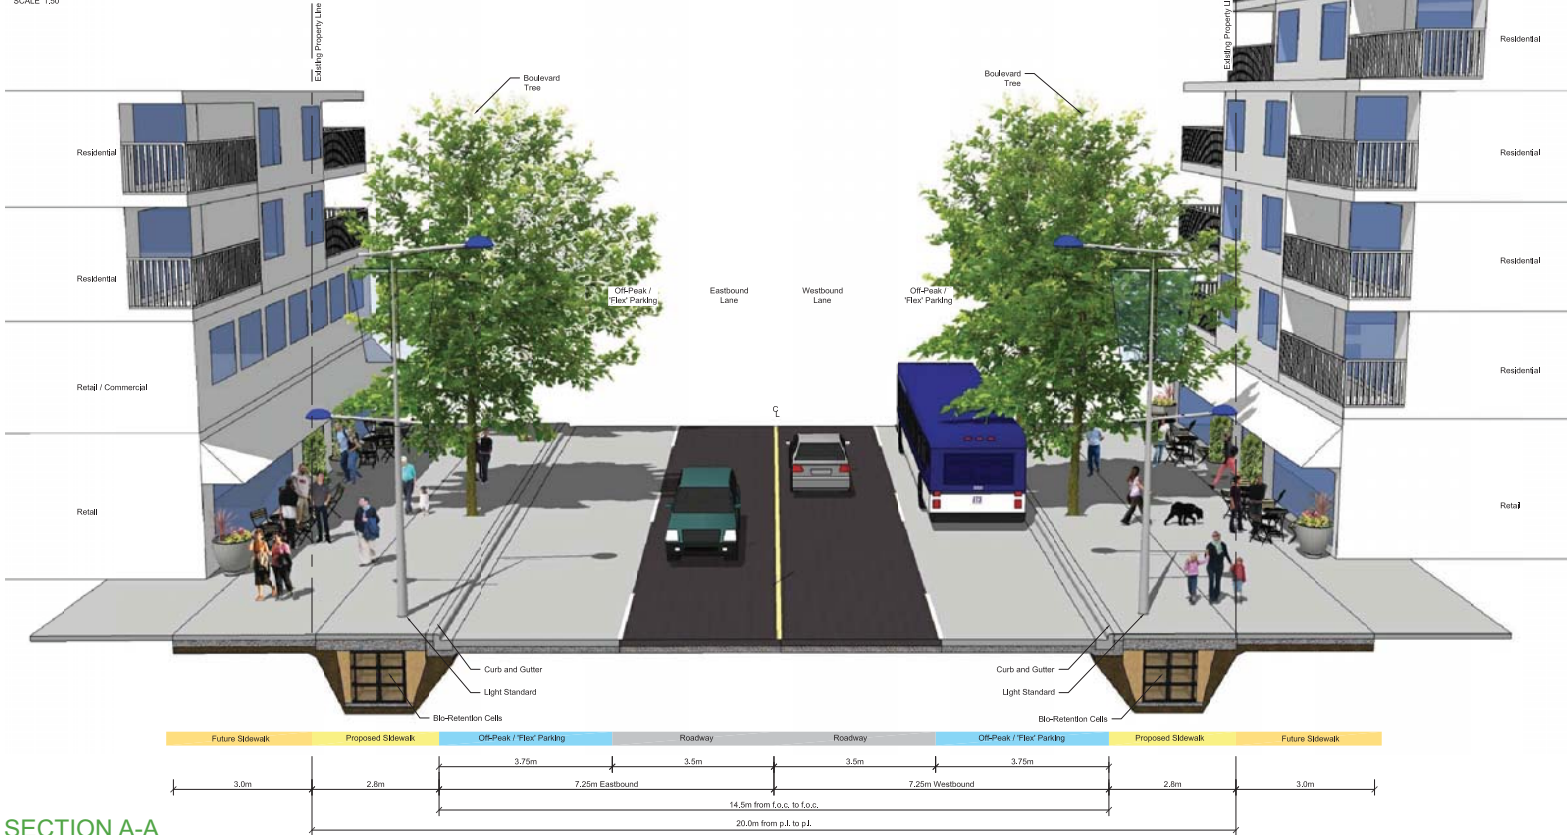 SCALE 1:50
Existing Property Line
Existing Property Li
Boulevard
Tree
Boulevard
Tree
Residential
Residential
Residential
Residential
Residential
Residential
Residential
Off-Peak /
'Flex' Parking
Eastbound
Lane
Westbound
Lane
Off-Peak /
'Flex' Parking
Retail / Commercial
Retail
Retail
CL
Curb and Gutter
Light Standard
Bio-Retention Cells
Curb and Gutter
Light Standard
Bio-Retention Cells
Future Sidewalk Proposed Sidewalk Off-Peak / 'Flex' Parking Roadway Roadway Off-Peak / 'Flex' Parking Proposed Sidewalk Future Sidewalk
3.75m 3.5m 3.5m 3.75m
3.0m 2.8m 7.25m Eastbound 7.25m Westbound 2.8m 3.0m
14.5m from f.o.c. to f.o.c.
20.0m from p.l. to p.l.
SECTION A-A